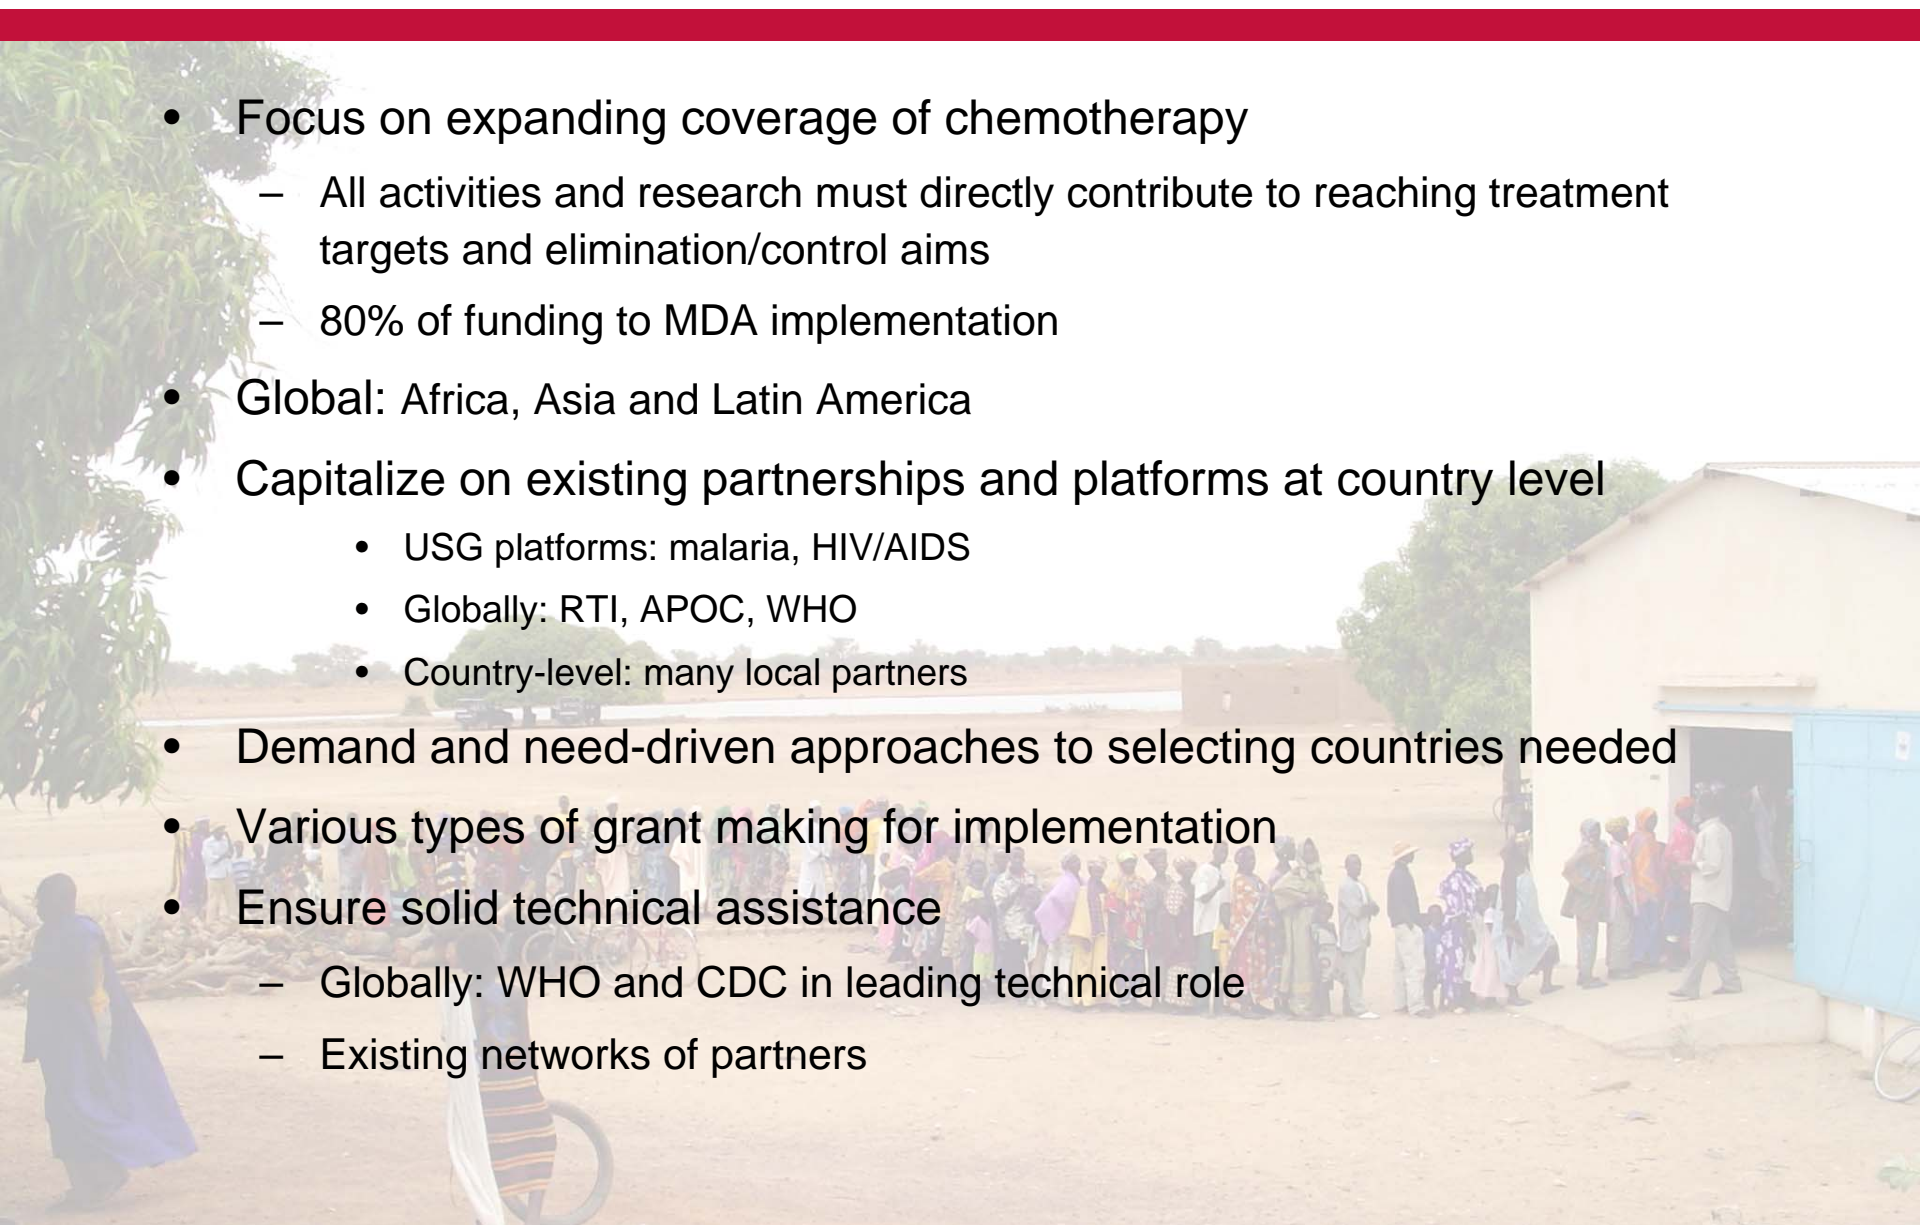 • Focus on expanding coverage of chemotherapy
– All activities and research must directly contribute to reaching treatment
targets and elimination/control aims
– 80% of funding to MDA implementation
• Global: Africa, Asia and Latin America
• Capitalize on existing partnerships and platforms at country level
• USG platforms: malaria, HIV/AIDS
• Globally: RTI, APOC, WHO
• Country-level: many local partners
• Demand and need-driven approaches to selecting countries needed
• Various types of grant making for implementation
• Ensure solid technical assistance
– Globally: WHO and CDC in leading technical role
– Existing networks of partners